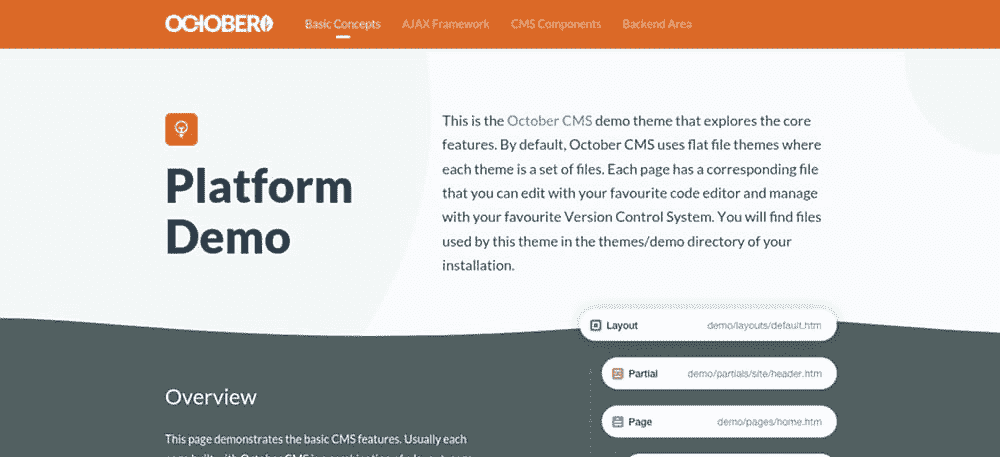 OCTOBER
Basic Concepts AJAX Framework CMS Components Backend Area
Platform
Demo
This is the October CMS demo theme that explores the core
features. By default, October CMS uses flat file themes where
each theme is a set of files. Each page has a corresponding file
that you can edit with your favourite code editor and manage
with your favourite Version Control System. You will find files
used by this theme in the themes/demo directory of your
installation.
Layout demo/layouts/default.htm
Partial demo/partials/site/header.htm
Page demo/pages/home.htm
Overview
This page demonstrates the basic CMS features. Usually each